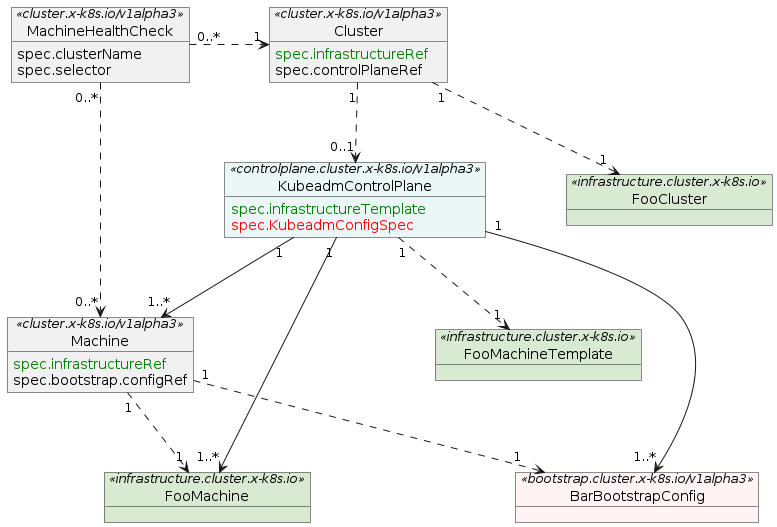 «cluster.x-k8s.io/v1alpha3»
MachineHealthCheck
spec.clusterName
spec.selector
0..*
1
«cluster.x-k8s.io/v1alpha3»
Cluster
spec.infrastructureRef
spec.controlPlaneRef
0..*
1
1
0..1
1
«controlplane.cluster.x-k8s.io/v1alpha3»
KubeadmControlPlane
spec.infrastructureTemplate
spec.KubeadmConfigSpec
«infrastructure.cluster.x-k8s.io»
FooCluster
1
1
1
1
0..*
1..*
1
«cluster.x-k8s.io/v1alpha3»
Machine
spec.infrastructureRef
spec.bootstrap.configRef
«infrastructure.cluster.x-k8s.io»
FooMachineTemplate
1
1
1
1..*
1
1..*
«infrastructure.cluster.x-k8s.io»
FooMachine
«bootstrap.cluster.x-k8s.io/v1alpha3»
BarBootstrapConfig